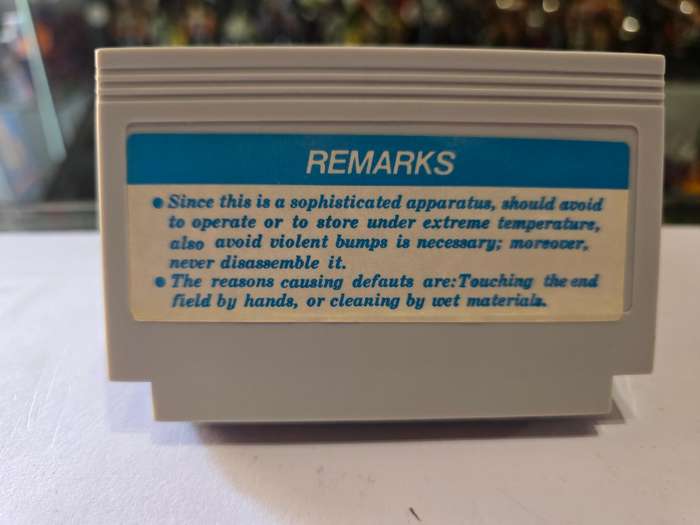 REMARKS
• Since this is a sophisticated apparatus, should avoid
to operate or to store under extreme temperature,
also avoid violent bumps is necessary; moreover,
never disassemble it.
• The reasons causing defauts are:Touching the end
field by hands, or cleaning by wet materials.